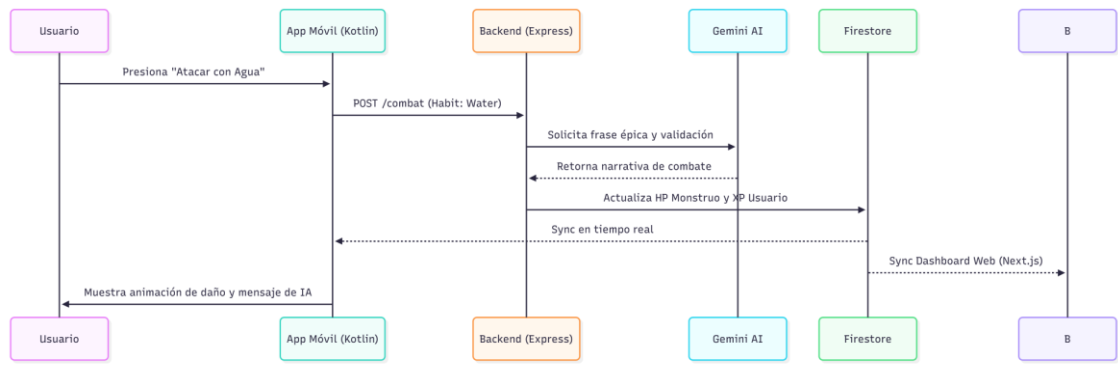 Usuario
App Móvil (Kotlin)
Backend (Express)
Gemini AI
Firestore
B
Presiona "Atacar con Agua"
POST /combat (Habit: Water)
Solicita frase épica y validación
Retorna narrativa de combate
Actualiza HP Monstruo y XP Usuario
Sync en tiempo real
Sync Dashboard Web (Next.js)
Muestra animación de daño y mensaje de IA
Usuario
App Móvil (Kotlin)
Backend (Express)
Gemini AI
Firestore
B